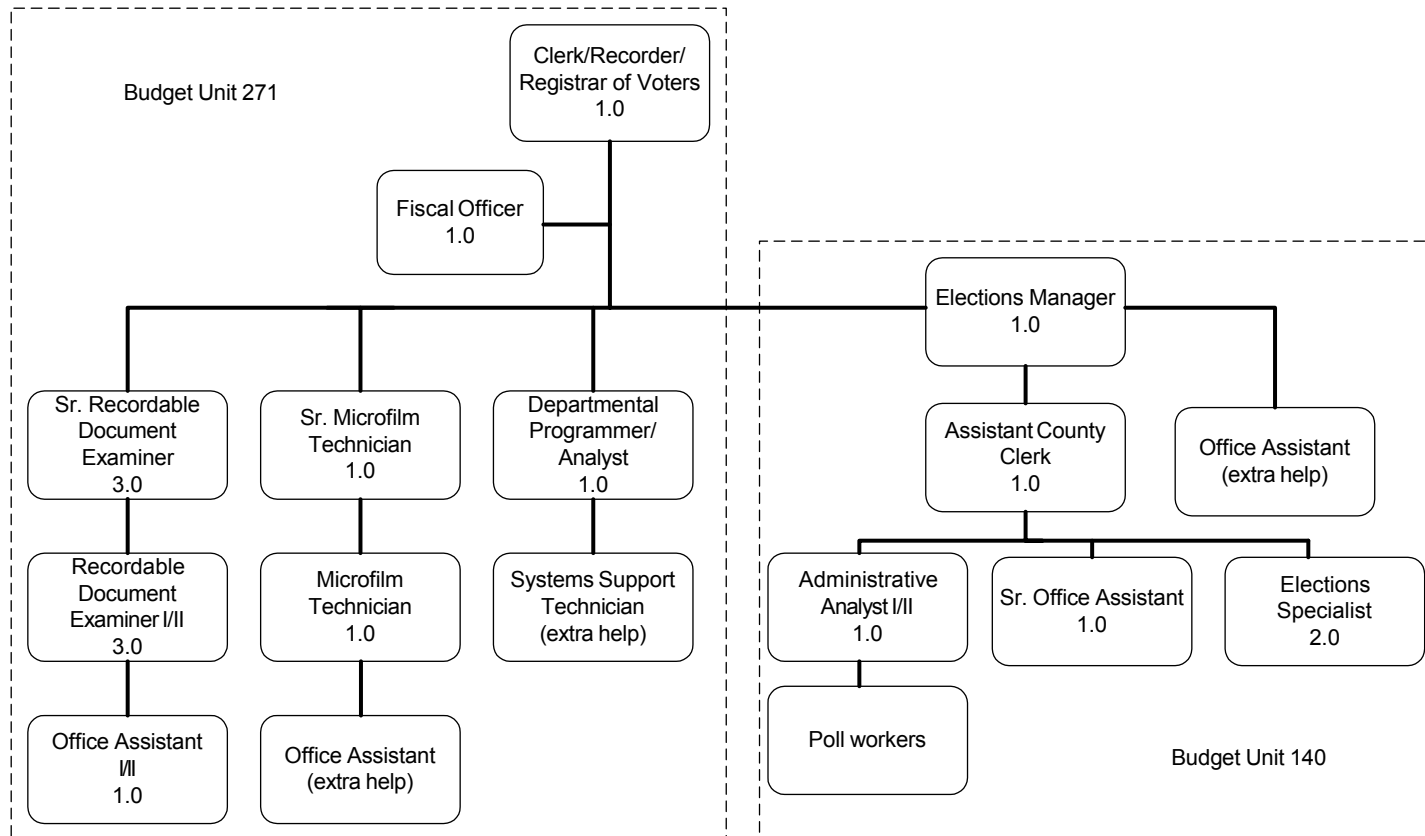 Clerk/Recorder/
Registrar of Voters
1.0
Budget Unit 271
Fiscal Officer
1.0
Elections Manager
1.0
Sr. Recordable
Document
Examiner
3.0
Sr. Microfilm
Technician
1.0
Departmental
Programmer/
Analyst
1.0
Assistant County
Clerk
1.0
Office Assistant
(extra help)
Recordable
Document
Examiner I/II
3.0
Microfilm
Technician
1.0
Systems Support
Technician
(extra help)
Administrative
Analyst I/II
1.0
Sr. Office Assistant
1.0
Elections
Specialist
2.0
Office Assistant
I/II
1.0
Office Assistant
(extra help)
Poll workers
Budget Unit 140